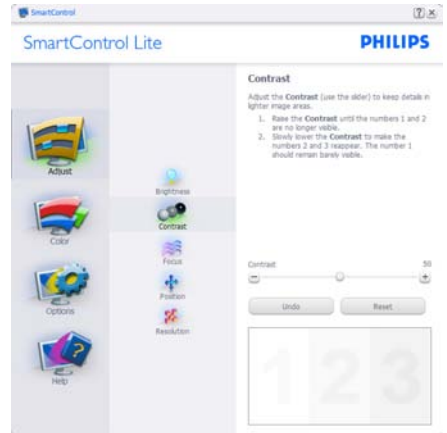 SmartControl
SmartControl Lite
PHILIPS
Adjust
Color
Options
Help
Brightness
Contrast
Focus
Position
Resolution
Contrast
Adjust the Contrast (use the slider) to keep details in
lighter image areas.
1. Raise the Contrast until the numbers 1 and 2
are no longer visible.
2. Slowly lower the Contrast to make the
numbers 2 and 3 reappear. The number 1
should remain barely visible.
Contrast 50
Undo Reset
1 2 3